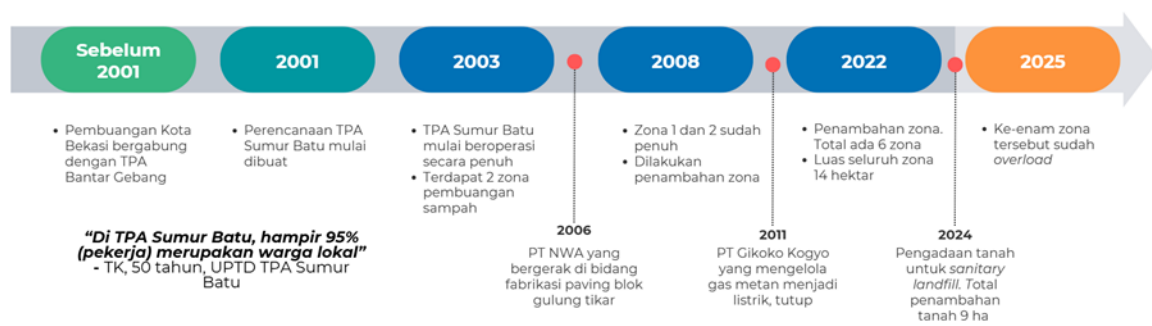 Sebelum
2001
2001
2003
2008
2022
2025
• Pembuangan Kota
Bekasi bergabung
dengan TPA
Bantar Gebang
• Perencanaan TPA
Sumur Batu mulai
dibuat
• TPA Sumur Batu
mulai beroperasi
secara penuh
• Terdapat 2 zona
pembuangan
sampah
• Zona 1 dan 2 sudah
penuh
• Dilakukan
penambahan zona
• Penambahan zona.
Total ada 6 zona
• Luas seluruh zona
14 hektar
• Ke-enam zona
tersebut sudah
overload
“Di TPA Sumur Batu, hampir 95%
(pekerja) merupakan warga lokal”
- TK, 50 tahun, UPTD TPA Sumur
Batu
2006
PT NWA yang
bergerak di bidang
fabrikasi paving blok
gulung tikar
2011
PT Gikoko Kogyo
yang mengelola
gas metan menjadi
listrik, tutup
2024
Pengadaan tanah
untuk sanitary
landfill. Total
penambahan
tanah 9 ha